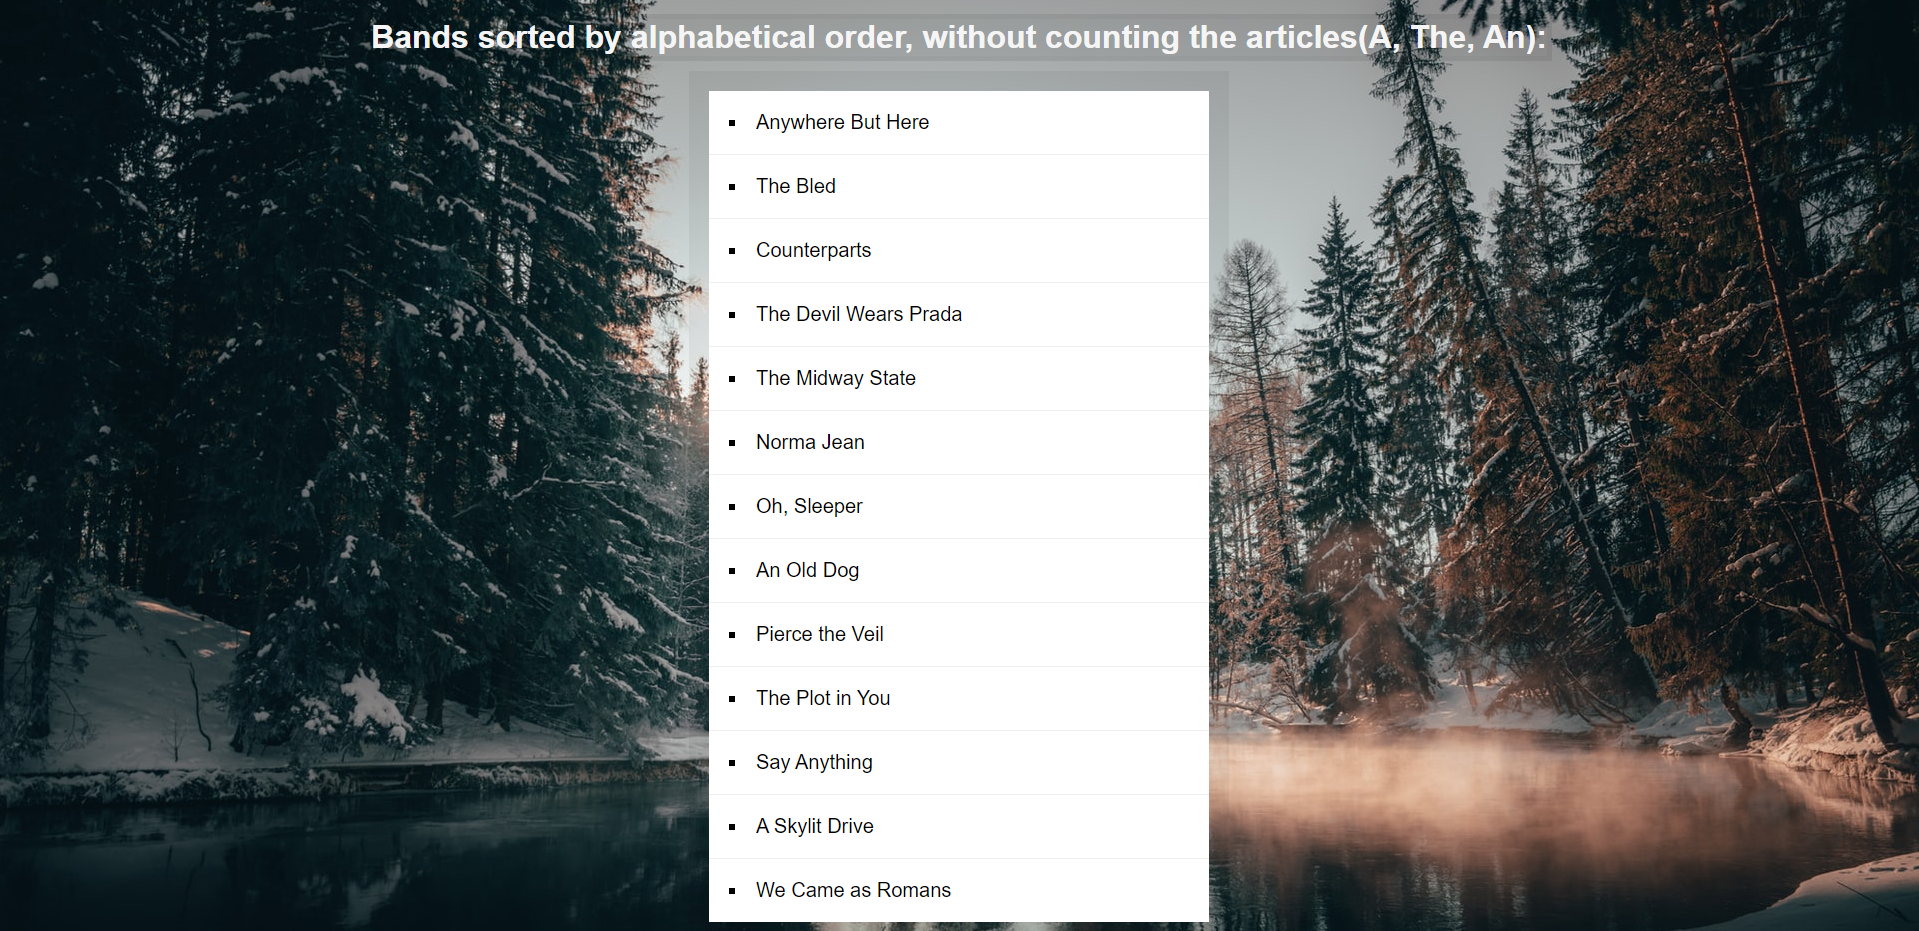 Bands sorted by alphabetical order, without counting the articles(A, The, An):
Anywhere But Here
The Bled
Counterparts
The Devil Wears Prada
The Midway State
Norma Jean
Oh, Sleeper
An Old Dog
Pierce the Veil
The Plot in You
Say Anything
A Skylit Drive
We Came as Romans